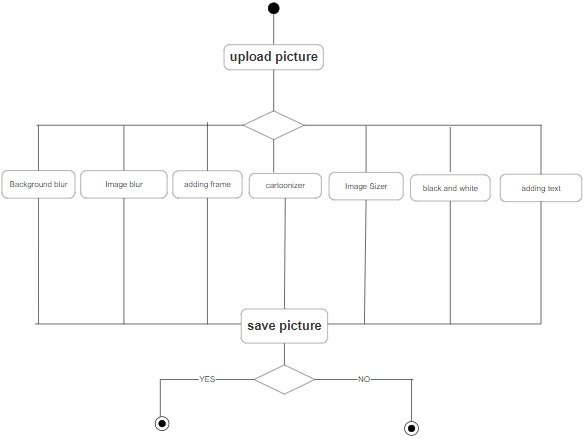 upload picture
Background blur
Image blur
adding frame
cartoonizer
Image Sizer
black and white
adding text
save picture
YES
NO